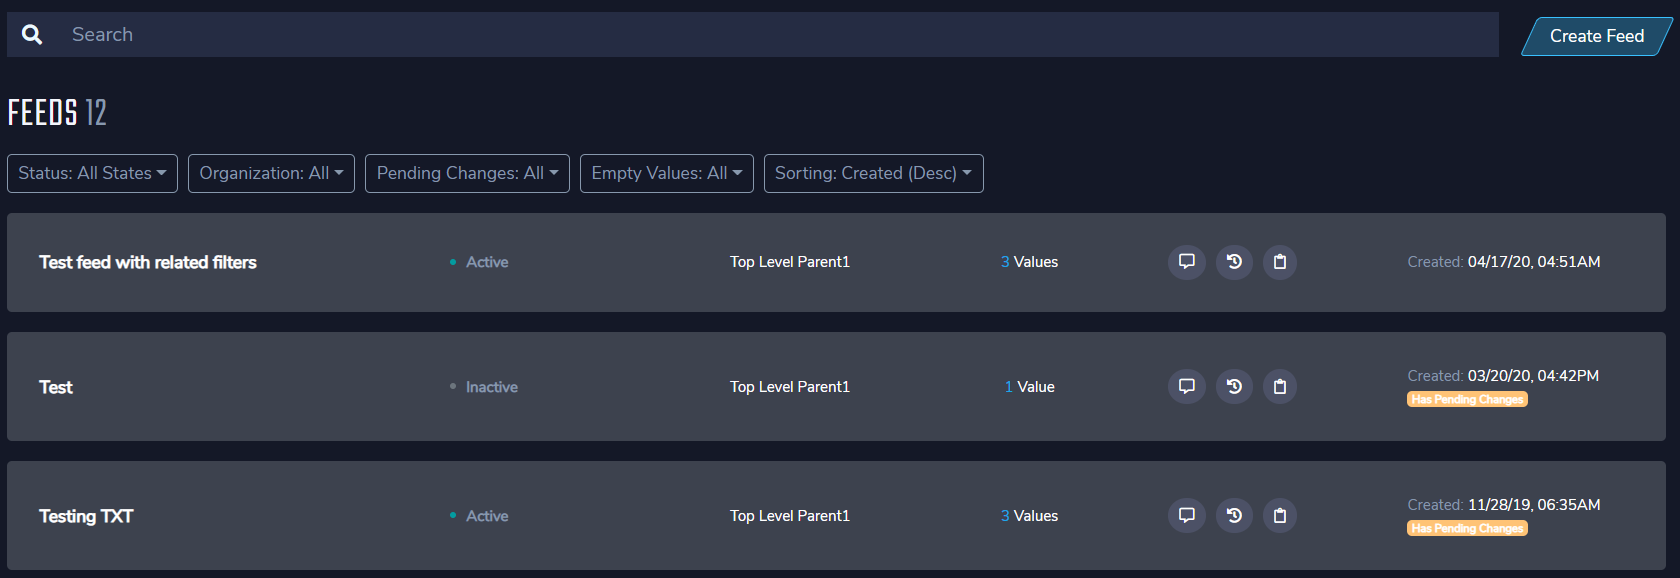 Search
Create Feed
FEEDS 12
Status: All States
Organization: All
Pending Changes: All
Empty Values: All
Sorting: Created (Desc)
Test feed with related filters
Active
Top Level Parent1
3 Values
Created: 04/17/20, 04:51AM
Test
Inactive
Top Level Parent1
1 Value
Created: 03/20/20, 04:42PM
Has Pending Changes
Testing TXT
Active
Top Level Parent1
3 Values
Created: 11/28/19, 06:35AM
Has Pending Changes